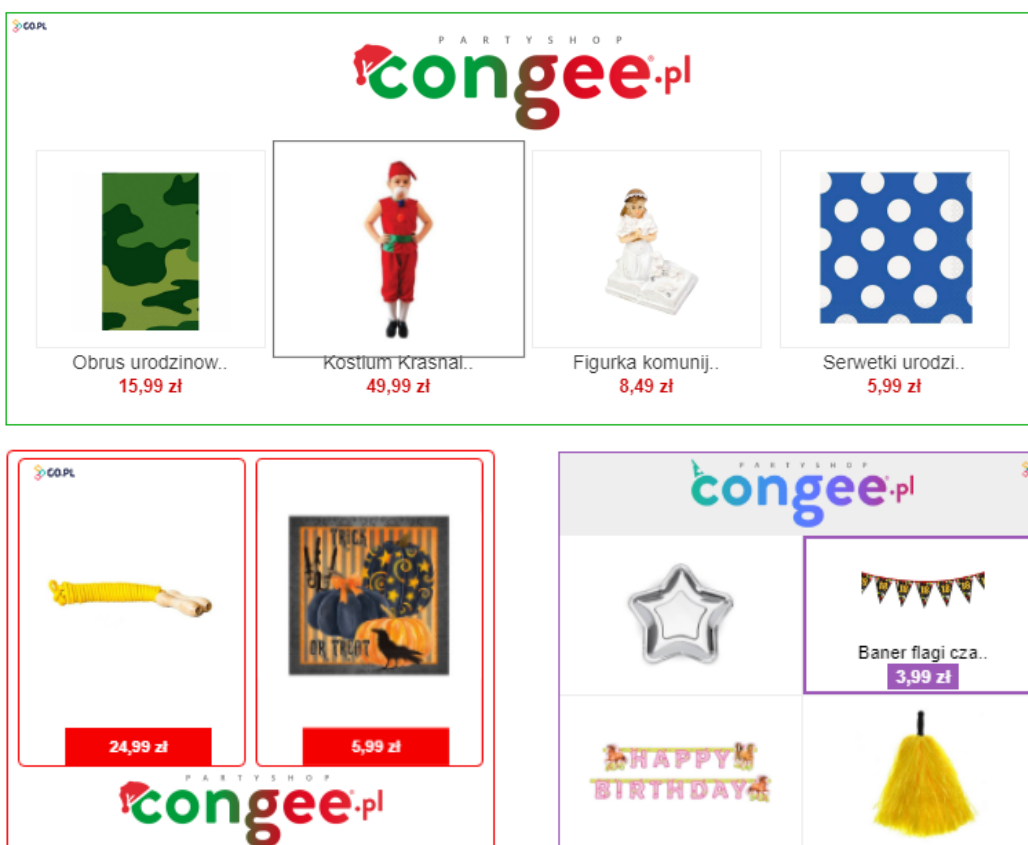 GO.PL
PARTYSHOP
congee.pl
Obrus urodzinow..
15,99 zł
Kostium Krasnal..
49,99 zł
Figurka komunij..
8,49 zł
Serwetki urodzi..
5,99 zł
GO.PL
TRICK
OR TREAT
24,99 zł
5,99 zł
PARTYSHOP
congee.pl
PARTYSHOP
congee.pl
Baner flagi cza..
3,99 zł
HAPPY
BIRTHDAY